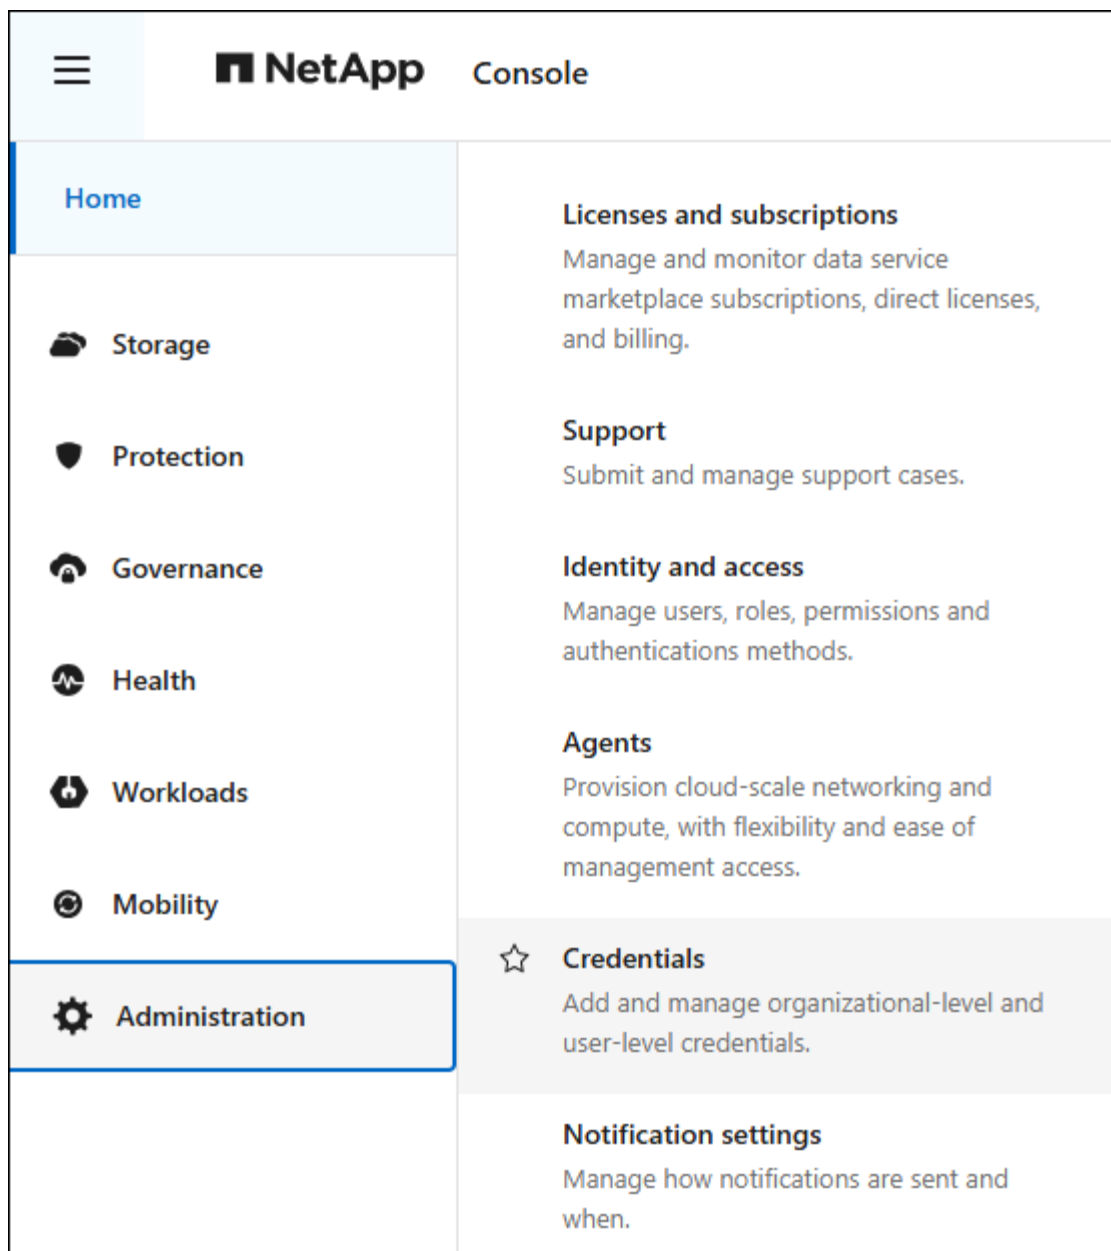 NetApp Console
Home
Storage
Protection
Governance
Health
Workloads
Mobility
Administration
Licenses and subscriptions
Manage and monitor data service
marketplace subscriptions, direct licenses,
and billing.
Support
Submit and manage support cases.
Identity and access
Manage users, roles, permissions and
authentications methods.
Agents
Provision cloud-scale networking and
compute, with flexibility and ease of
management access.
Credentials
Add and manage organizational-level and
user-level credentials.
Notification settings
Manage how notifications are sent and
when.